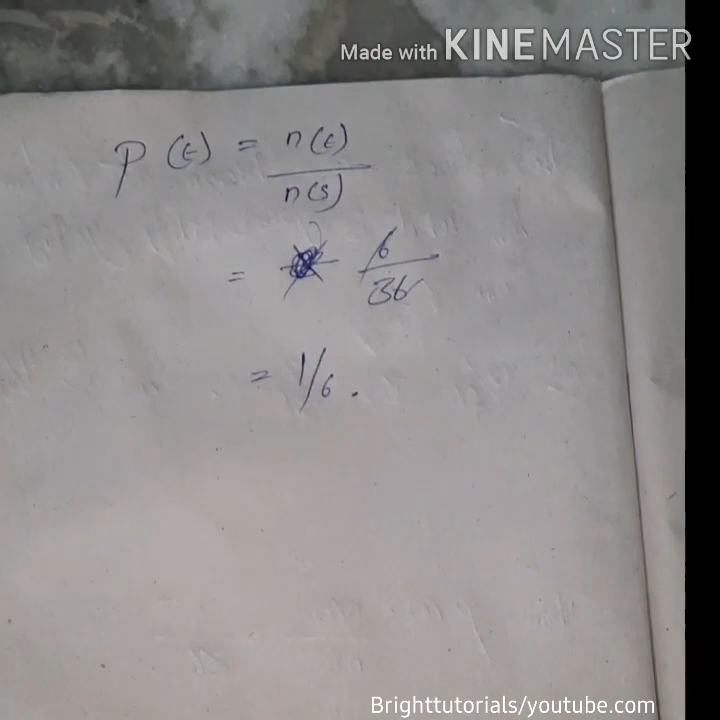 Made with KINEMASTER
P(E) = n(E)/n(S)
= 6/36
= 1/6.
Brighttutorials/youtube.com